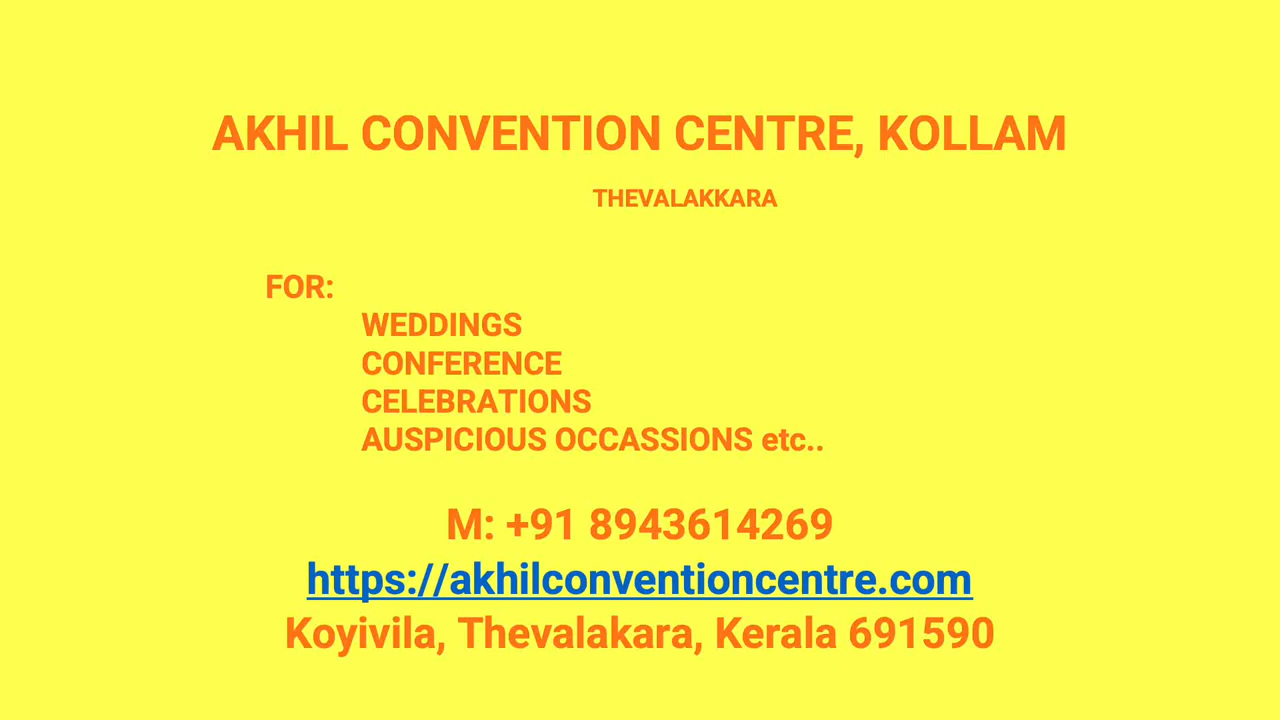 AKHIL CONVENTION CENTRE, KOLLAM
THEVALAKKARA
FOR:
WEDDINGS
CONFERENCE
CELEBRATIONS
AUSPICIOUS OCCASSIONS etc..
M: +91 8943614269
https://akhilconventioncentre.com
Koyivila, Thevalakara, Kerala 691590